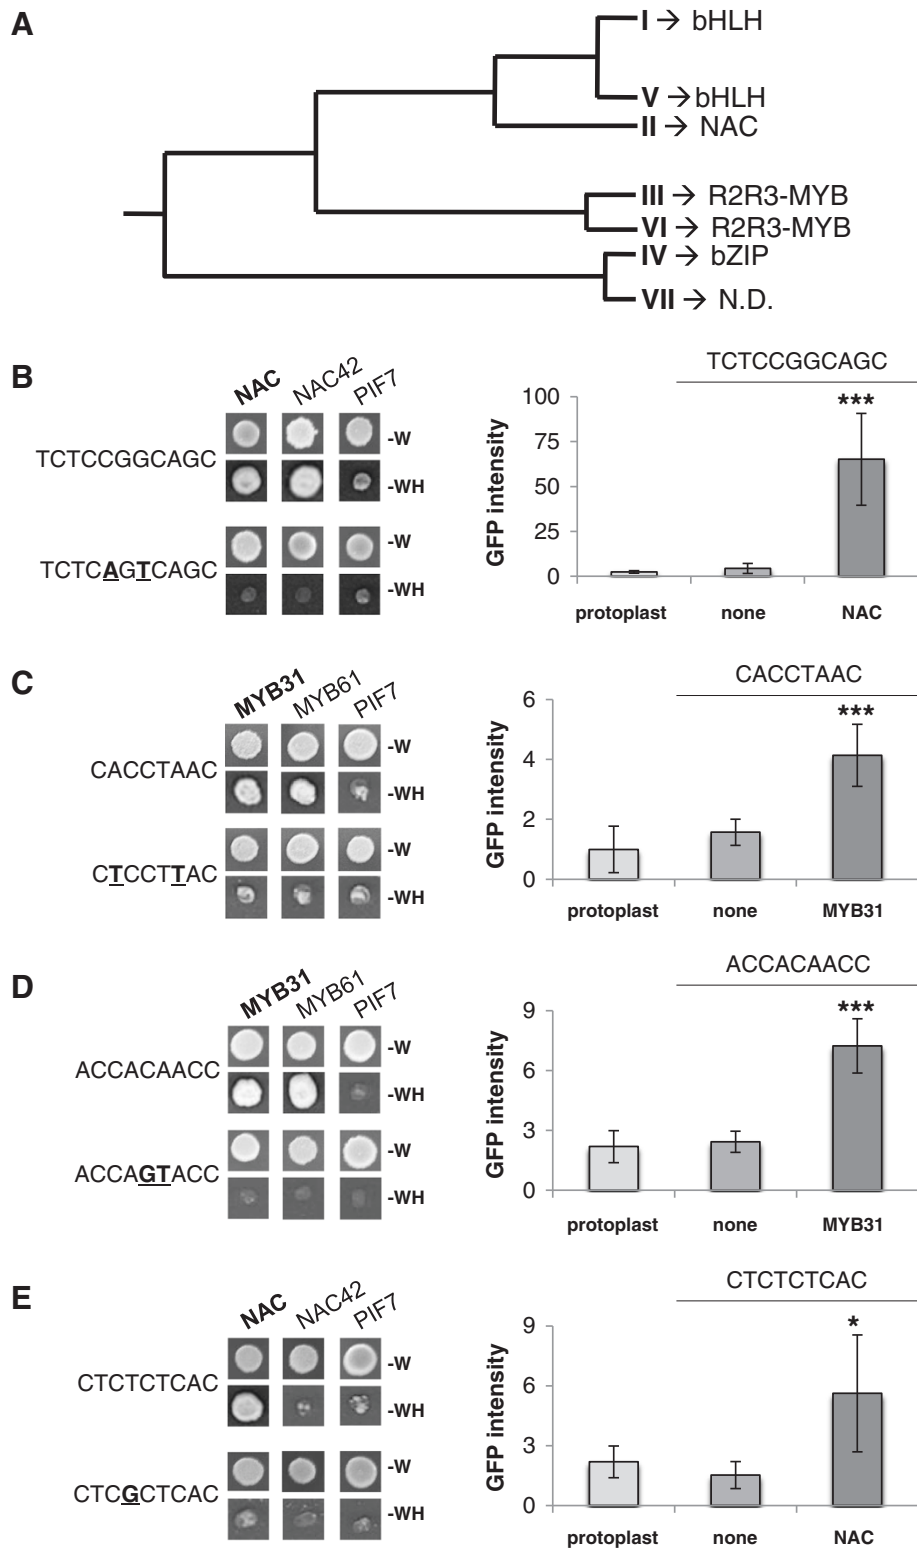 A
I → bHLH
V → bHLH
II → NAC
III → R2R3-MYB
VI → R2R3-MYB
IV → bZIP
VII → N.D.
B
NAC NAC42 PIF7
TCTCCGGCAGC
-W
-WH
TCTCAGTCAGC
-W
-WH
TCTCCGGCAGC
GFP intensity
100
75
50
25
0
***
protoplast none NAC
C
MYB31 MYB61 PIF7
CACCTAAC
-W
-WH
CTCCTTAC
-W
-WH
CACCTAAC
GFP intensity
6
4
2
0
***
protoplast none MYB31
D
MYB31 MYB61 PIF7
ACCACAACC
-W
-WH
ACCAGTACC
-W
-WH
ACCACAACC
GFP intensity
9
6
3
0
***
protoplast none MYB31
E
NAC NAC42 PIF7
CTCTCTCAC
-W
-WH
CTCGCTCAC
-W
-WH
CTCTCTCAC
GFP intensity
9
6
3
0
*
protoplast none NAC